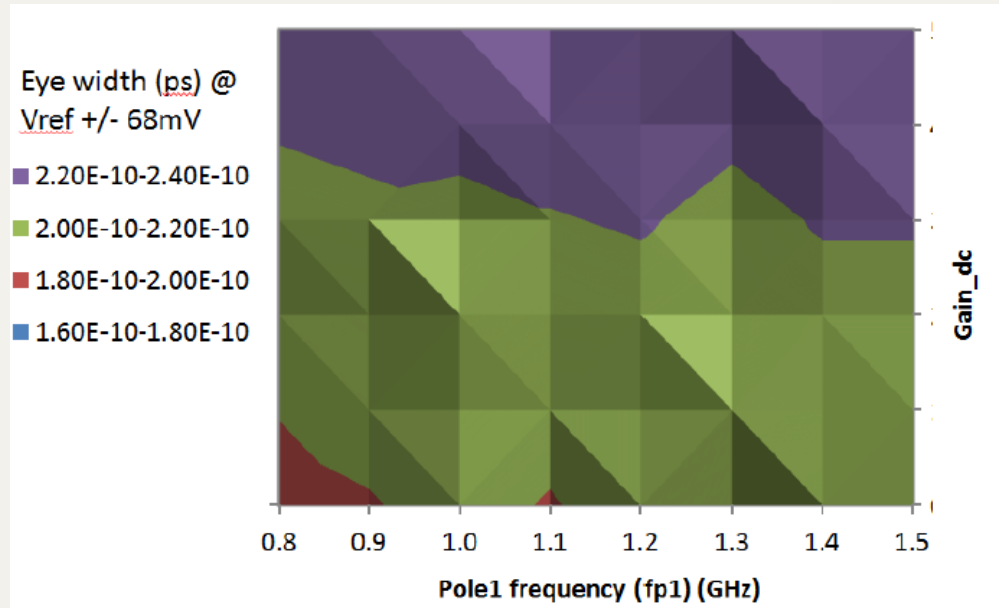 Eye width (ps) @
Vref +/- 68mV
2.20E-10-2.40E-10
2.00E-10-2.20E-10
1.80E-10-2.00E-10
1.60E-10-1.80E-10
Gain_dc
0.8 0.9 1.0 1.1 1.2 1.3 1.4 1.5
Pole1 frequency (fp1) (GHz)